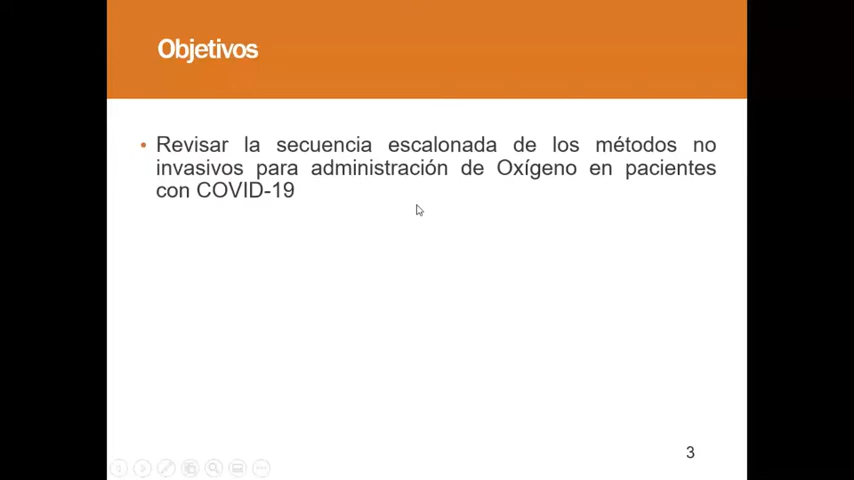 Objetivos
• Revisar la secuencia escalonada de los métodos no
invasivos para administración de Oxígeno en pacientes
con COVID-19
3